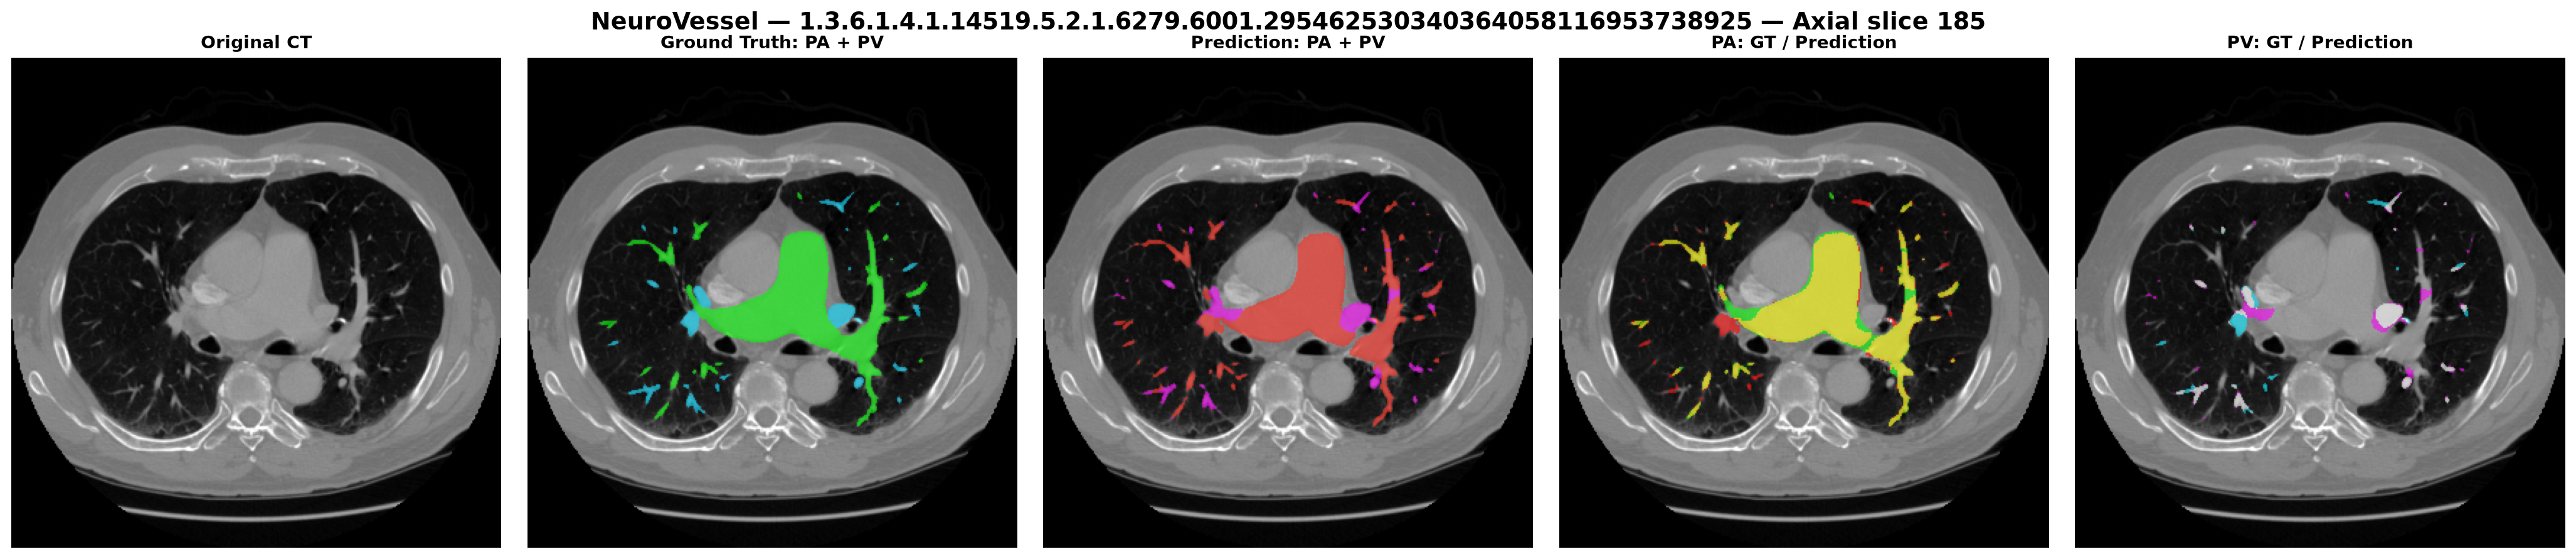 NeuroVessel — 1.3.6.1.4.1.14519.5.2.1.6279.6001.295462530340364058116953738925 — Axial slice 185
Original CT
Ground Truth: PA + PV
Prediction: PA + PV
PA: GT / Prediction
PV: GT / Prediction